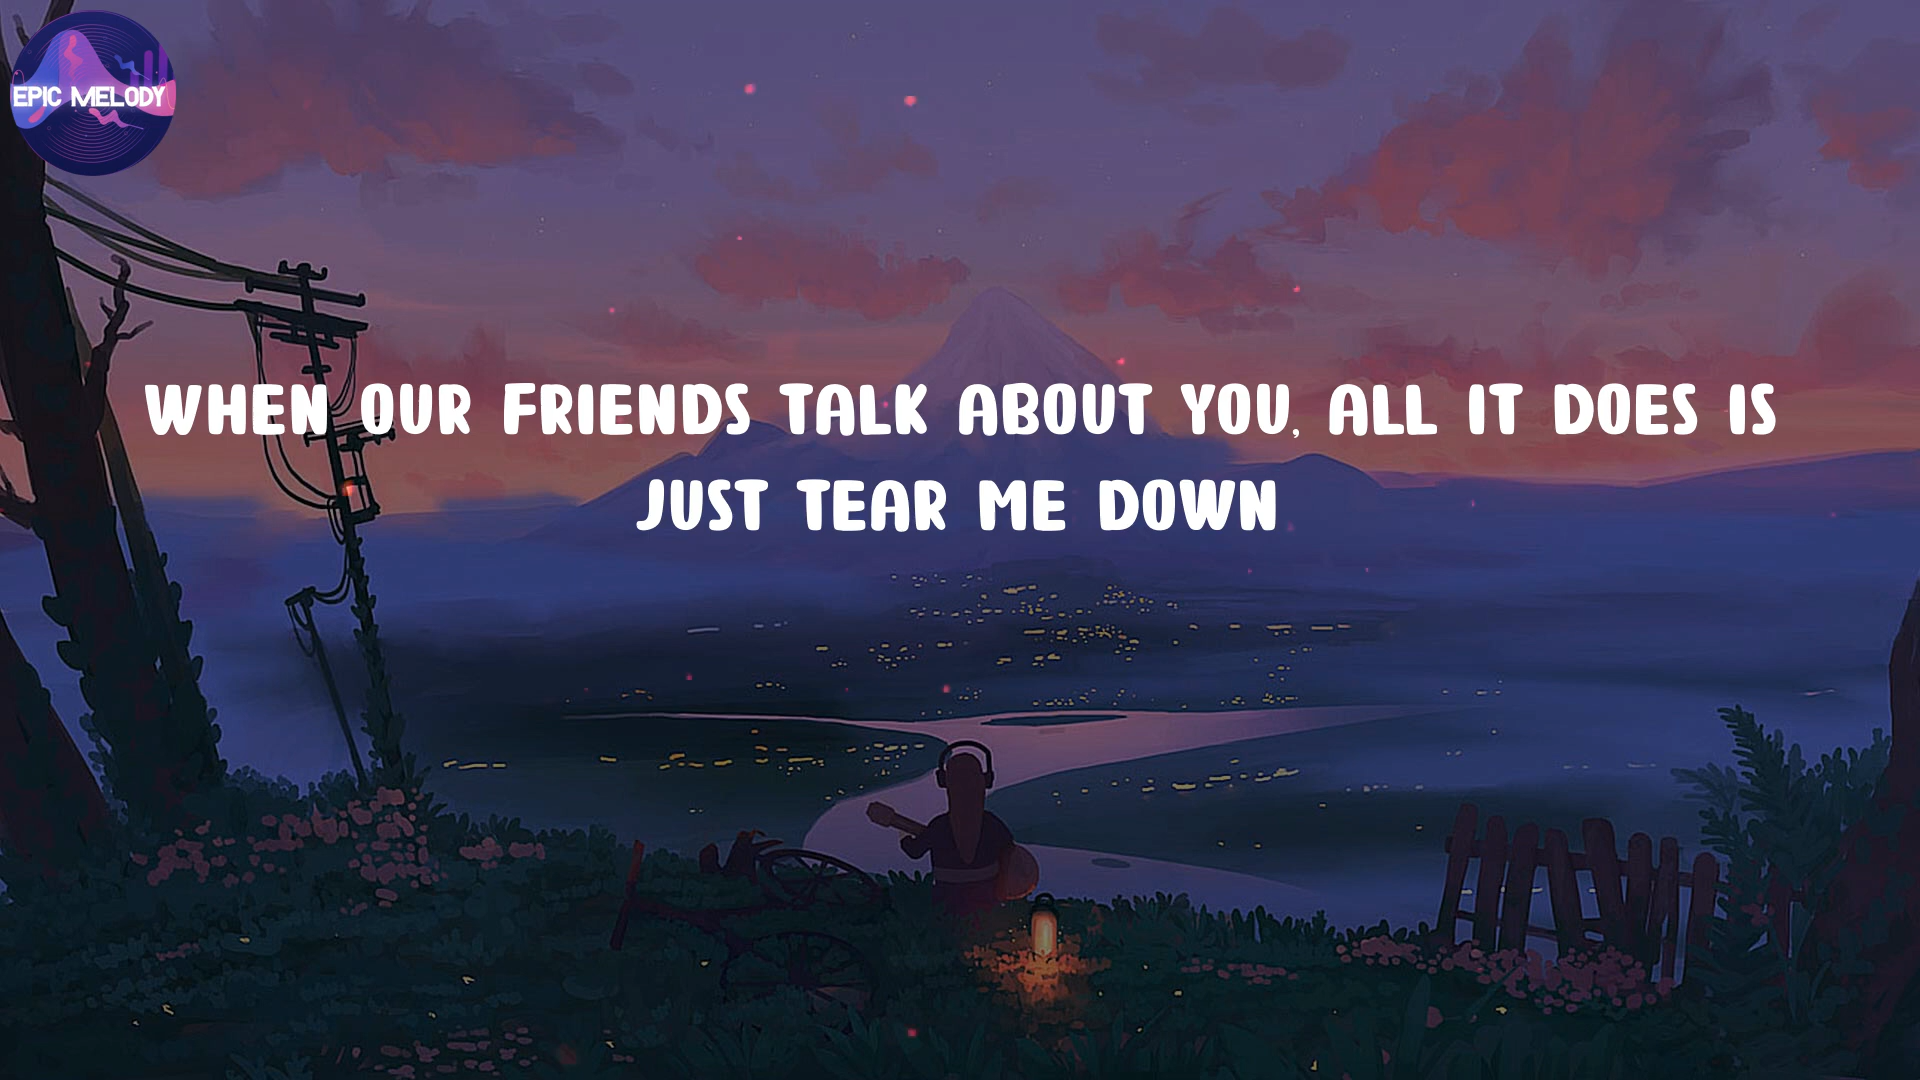 EPIC MELODY
WHEN OUR FRIENDS TALK ABOUT YOU, ALL IT DOES IS
JUST TEAR ME DOWN